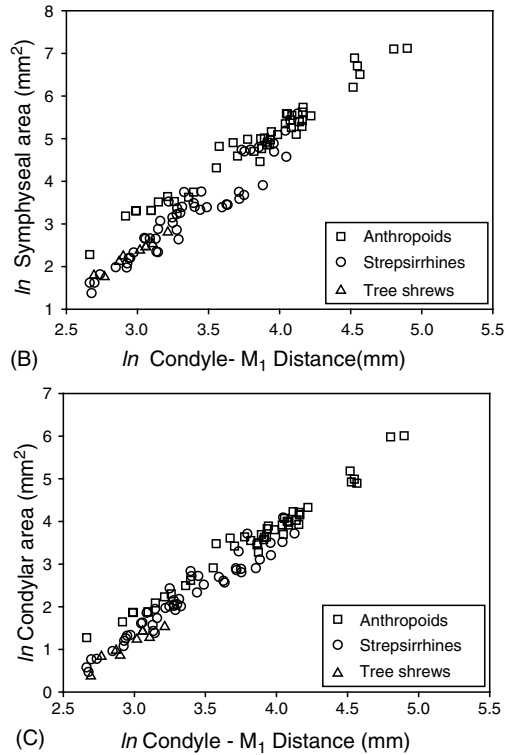 8
7
6
5
4
3
2
1
ln Symphyseal area (mm²)
□ Anthropoids
○ Strepsirrhines
△ Tree shrews
2.5 3.0 3.5 4.0 4.5 5.0 5.5
(B) ln Condyle- M₁ Distance(mm)
7
6
5
4
3
2
1
0
ln Condylar area (mm²)
□ Anthropoids
○ Strepsirrhines
△ Tree shrews
2.5 3.0 3.5 4.0 4.5 5.0 5.5
(C) ln Condyle - M₁ Distance (mm)